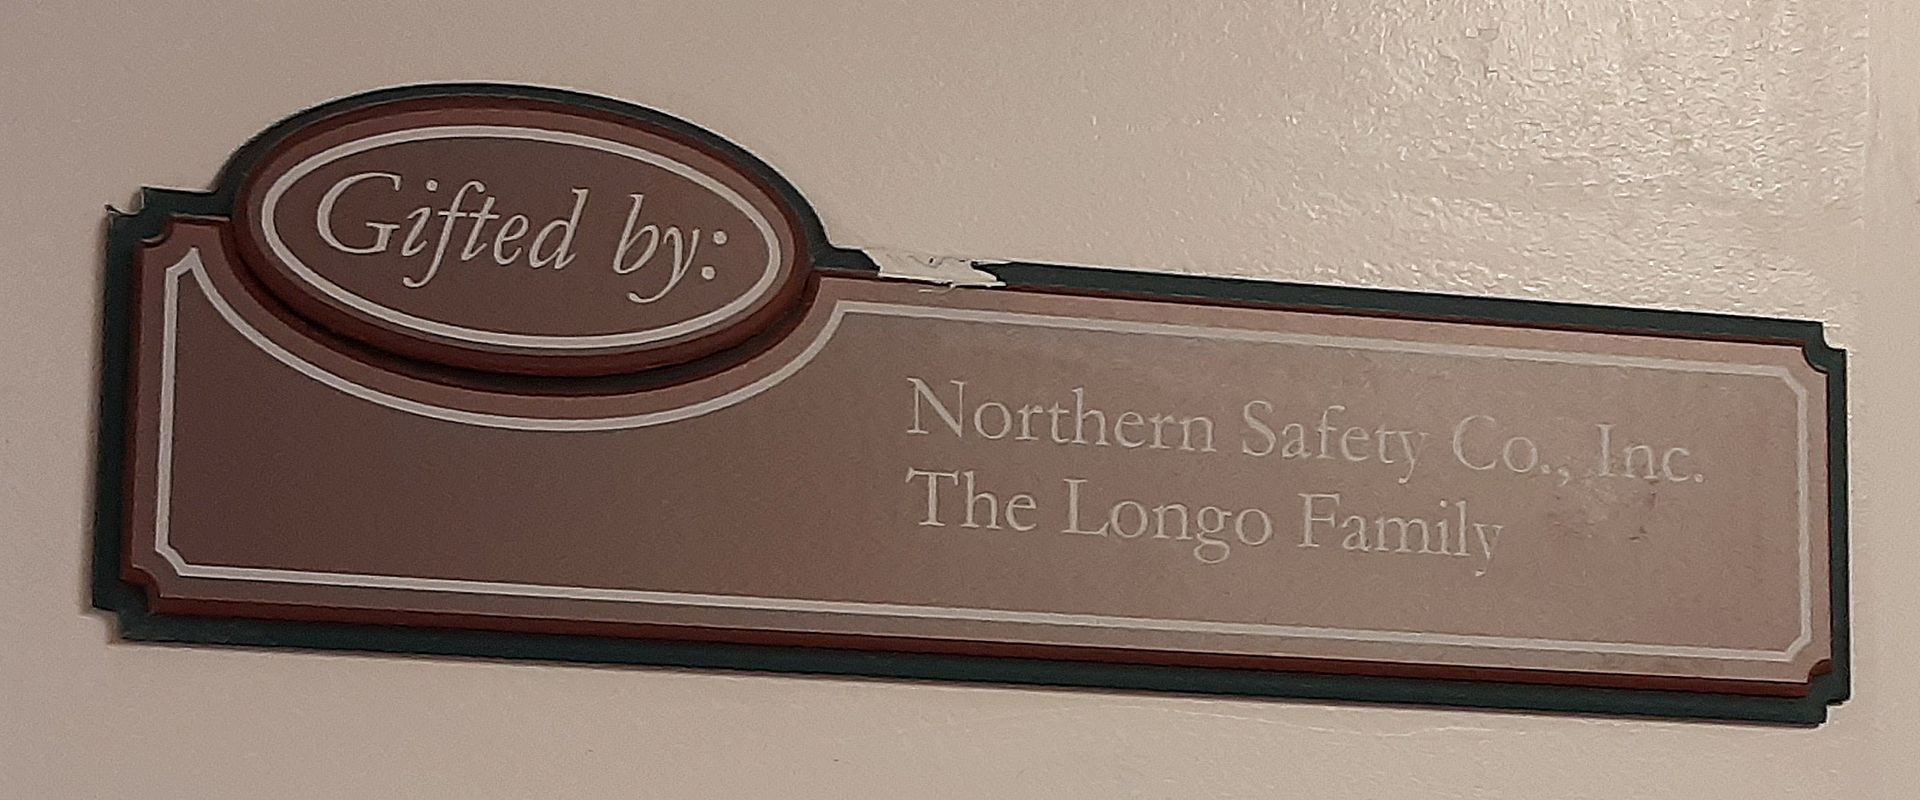 Gifted by:
Northern Safety Co., Inc.
The Longo Family